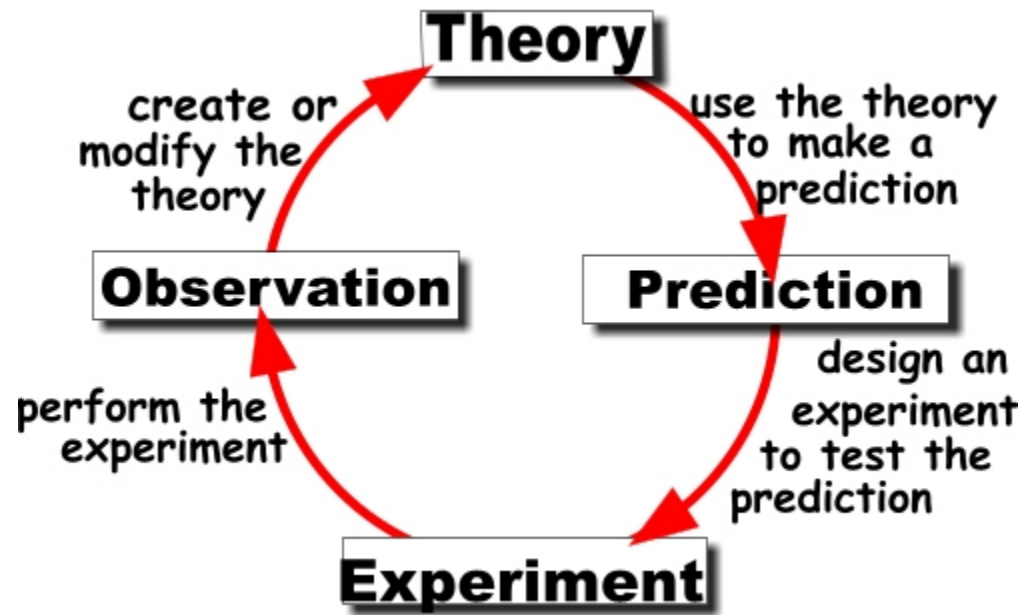 Theory
use the theory
to make a
prediction
Prediction
design an
experiment
to test the
prediction
Experiment
perform the
experiment
Observation
create or
modify the
theory